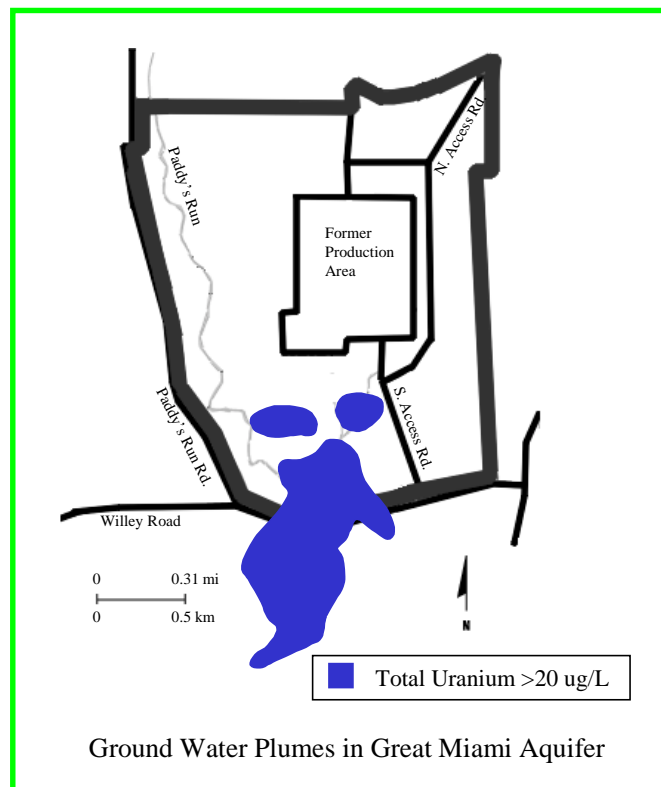 N. Access Rd.
Paddy's Run
Former
Production
Area
Paddy's Run Rd.
S. Access Rd.
Willey Road
0 0.31 mi
0 0.5 km
N
Total Uranium >20 ug/L
Ground Water Plumes in Great Miami Aquifer